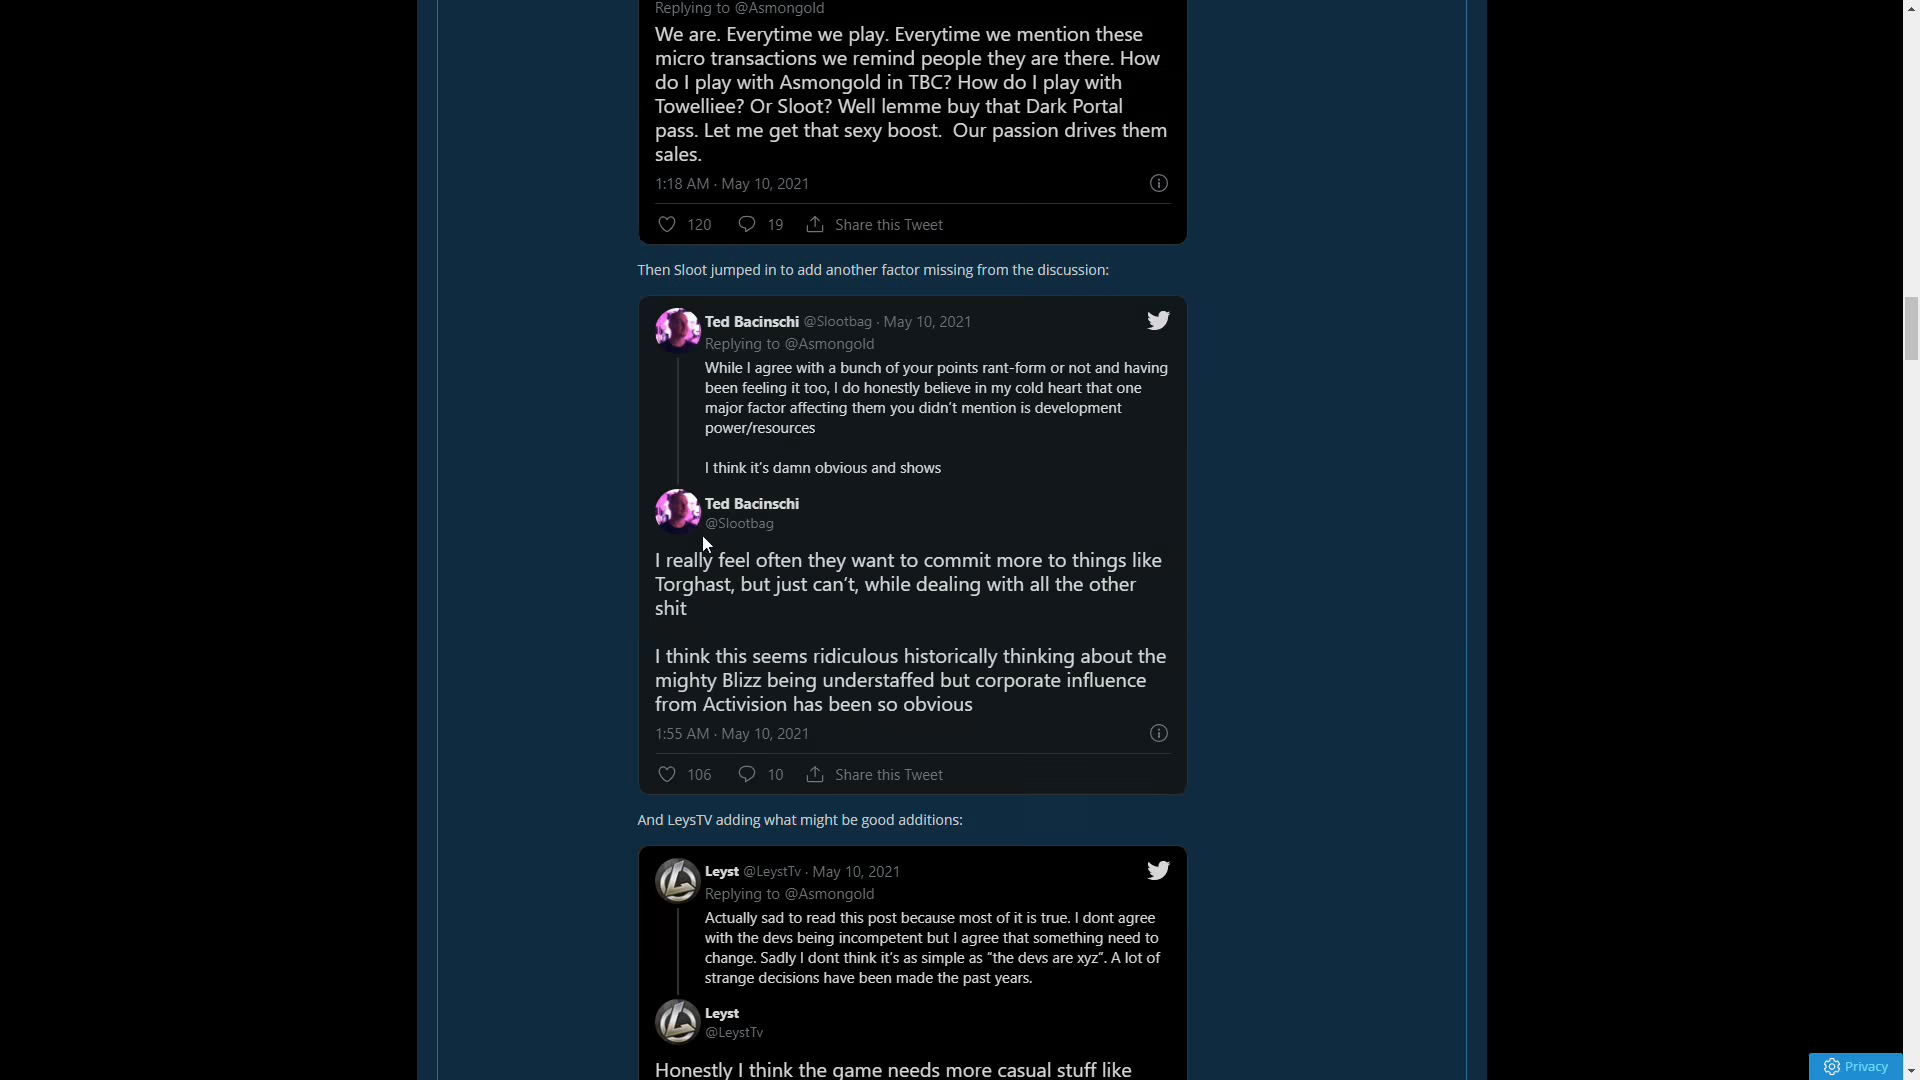 Replying to @Asmongold
We are. Everytime we play. Everytime we mention these
micro transactions we remind people they are there. How
do I play with Asmongold in TBC? How do I play with
Towelliee? Or Sloot? Well lemme buy that Dark Portal
pass. Let me get that sexy boost.  Our passion drives them
sales.
1:18 AM · May 10, 2021
120 19 Share this Tweet
Then Sloot jumped in to add another factor missing from the discussion:
Ted Bacinschi @Slootbag · May 10, 2021
Replying to @Asmongold
While I agree with a bunch of your points rant-form or not and having
been feeling it too, I do honestly believe in my cold heart that one
major factor affecting them you didn't mention is development
power/resources
I think it's damn obvious and shows
Ted Bacinschi
@Slootbag
I really feel often they want to commit more to things like
Torghast, but just can't, while dealing with all the other
shit
I think this seems ridiculous historically thinking about the
mighty Blizz being understaffed but corporate influence
from Activision has been so obvious
1:55 AM · May 10, 2021
106 10 Share this Tweet
And LeysTV adding what might be good additions:
Leyst @LeystTv · May 10, 2021
Replying to @Asmongold
Actually sad to read this post because most of it is true. I dont agree
with the devs being incompetent but I agree that something need to
change. Sadly I dont think it's as simple as "the devs are xyz". A lot of
strange decisions have been made the past years.
Leyst
@LeystTv
Honestly I think the game needs more casual stuff like
Privacy